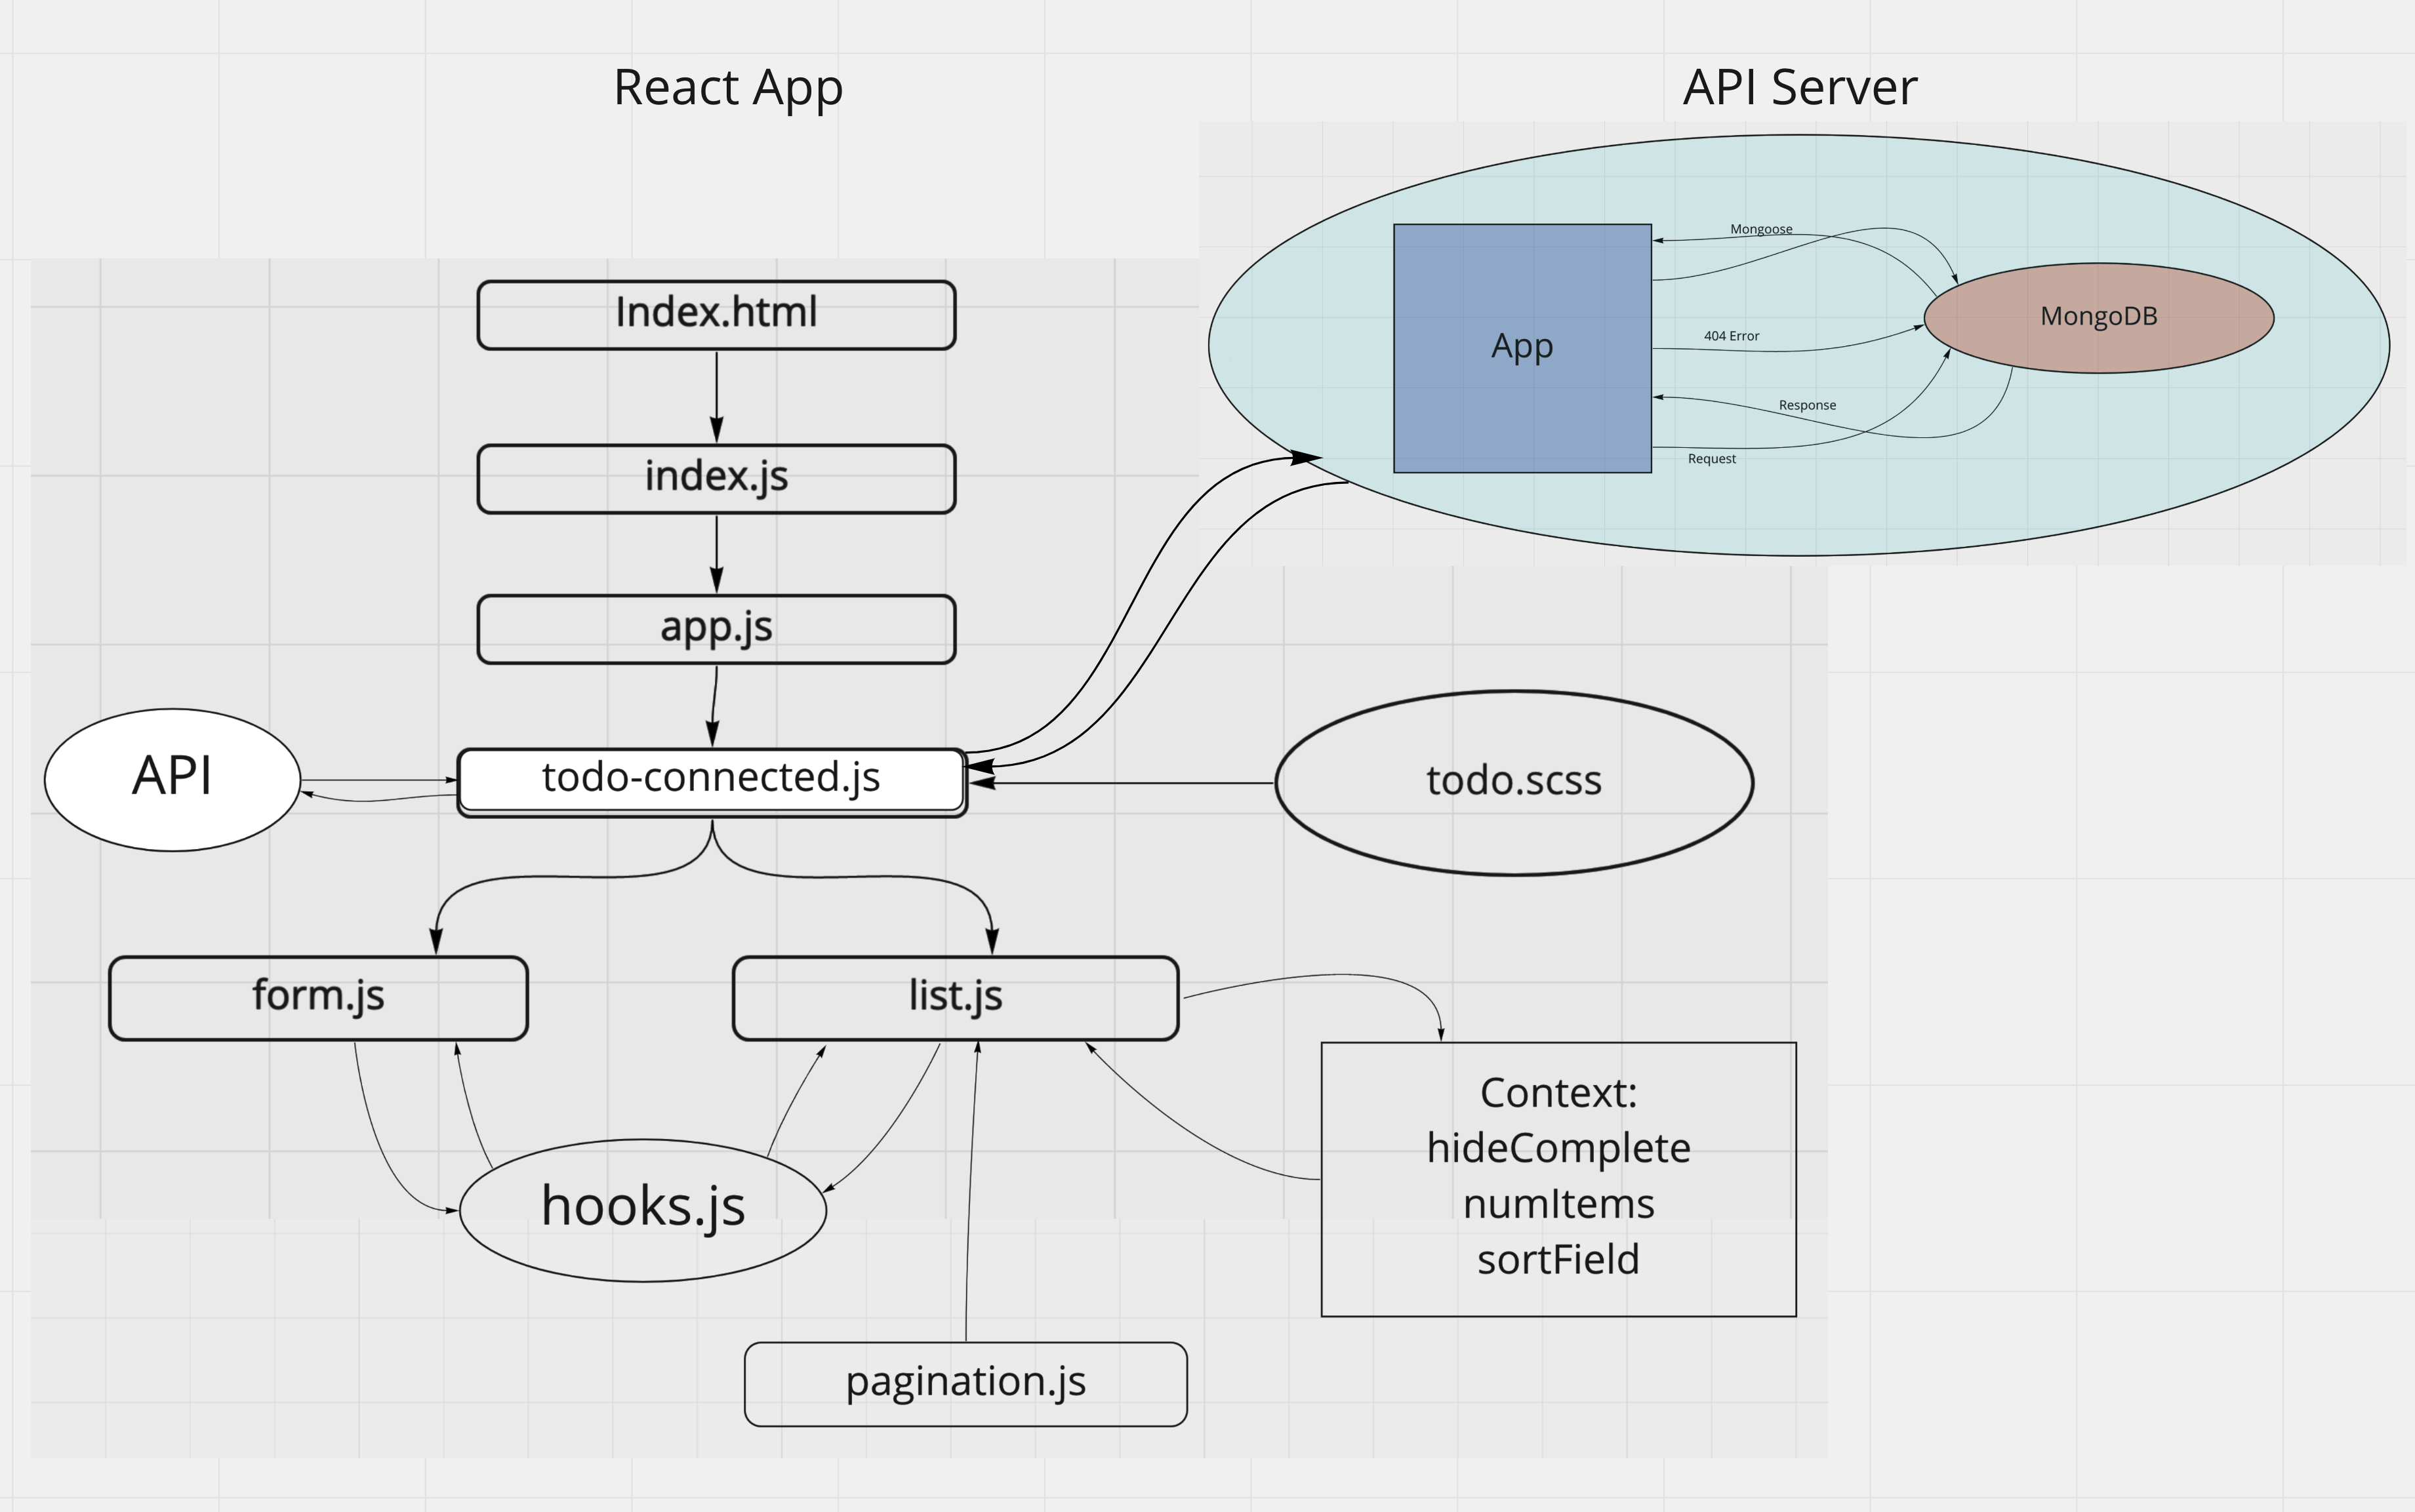 React App
API Server
Index.html
index.js
app.js
todo-connected.js
API
todo.scss
form.js
list.js
hooks.js
pagination.js
Context:
hideComplete
numItems
sortField
App
Mongoose
404 Error
Response
Request
MongoDB